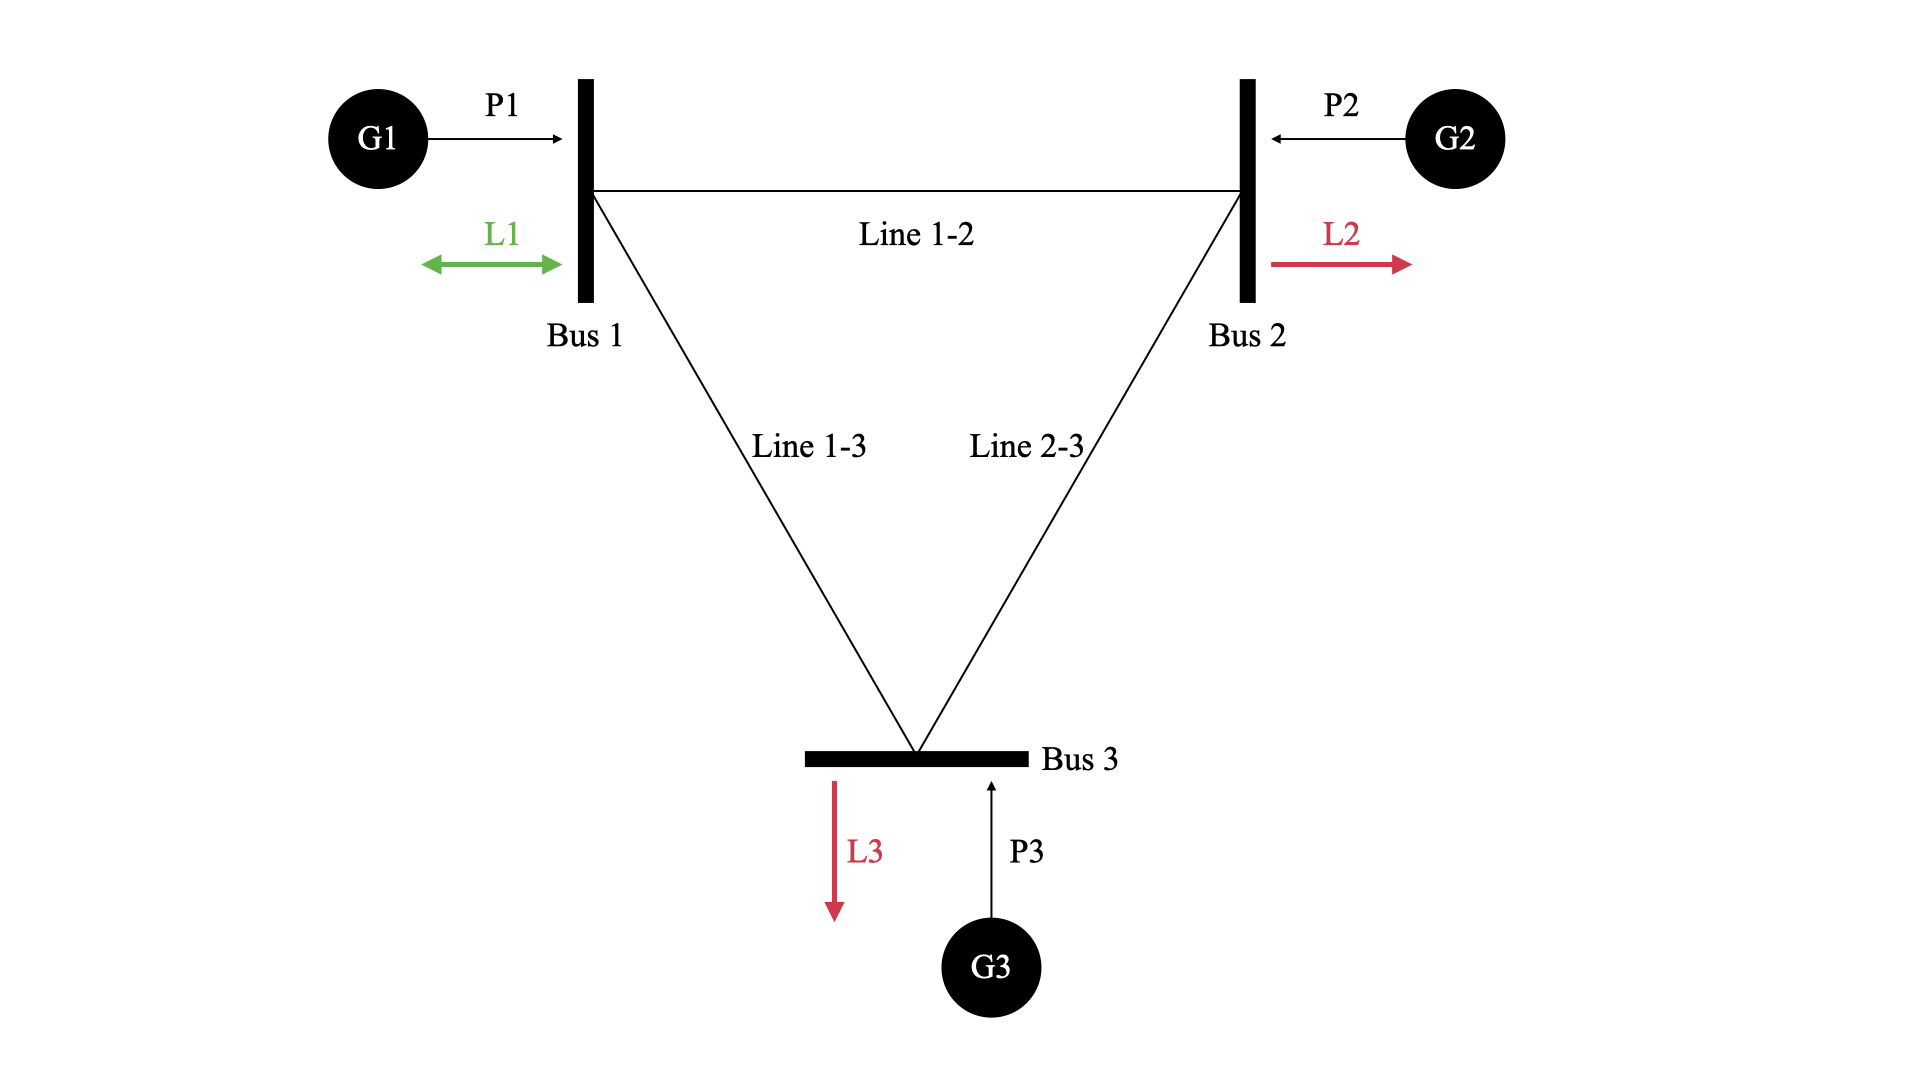 G1
P1
P2
G2
L1
Line 1-2
L2
Bus 1
Bus 2
Line 1-3
Line 2-3
Bus 3
L3
P3
G3